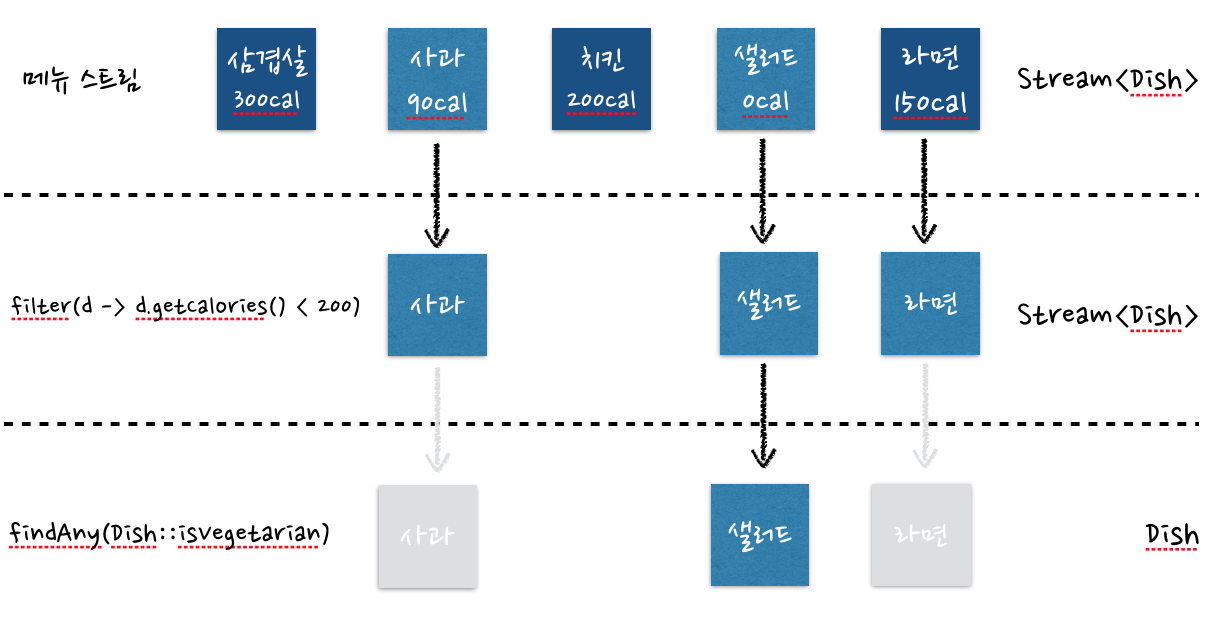 메뉴 스트림
삼겹살
300cal
사과
90cal
치킨
200cal
샐러드
0cal
라면
150cal
Stream<Dish>
filter(d -> d.getcalories() < 200)
사과
샐러드
라면
Stream<Dish>
findAny(Dish::isvegetarian)
사과
샐러드
라면
Dish